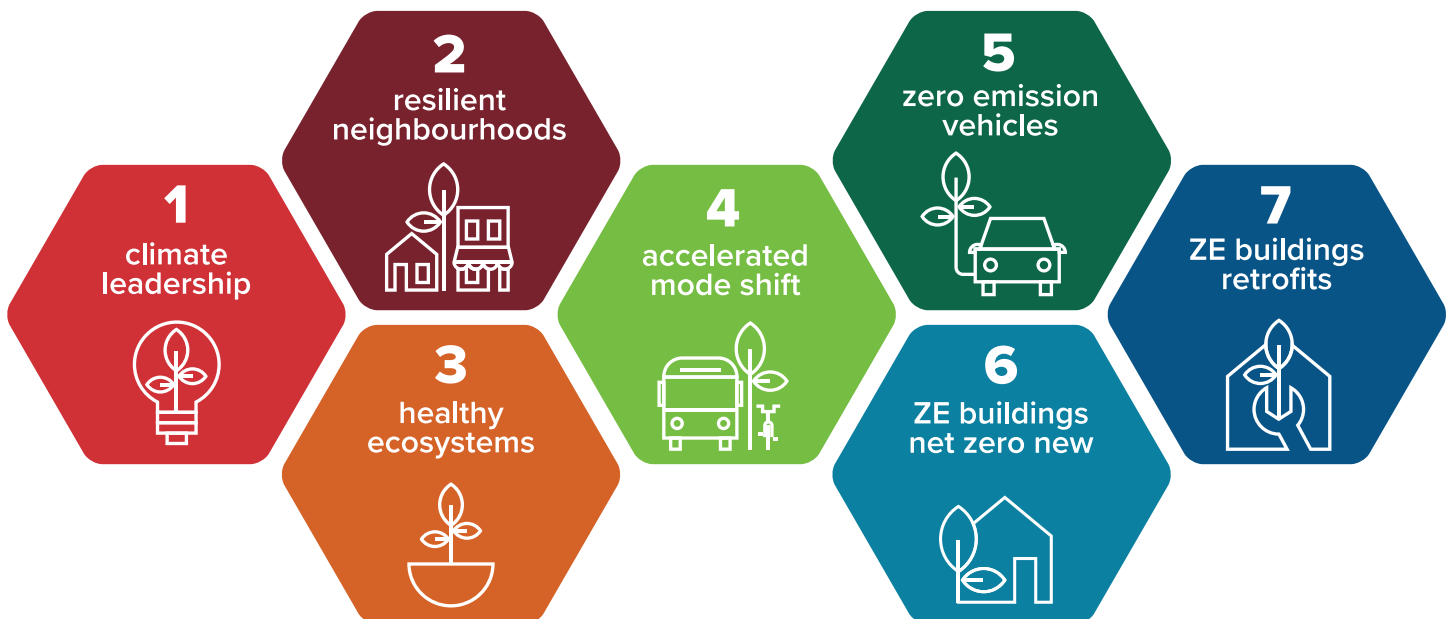 1
climate
leadership
2
resilient
neighbourhoods
3
healthy
ecosystems
4
accelerated
mode shift
5
zero emission
vehicles
6
ZE buildings
net zero new
7
ZE buildings
retrofits